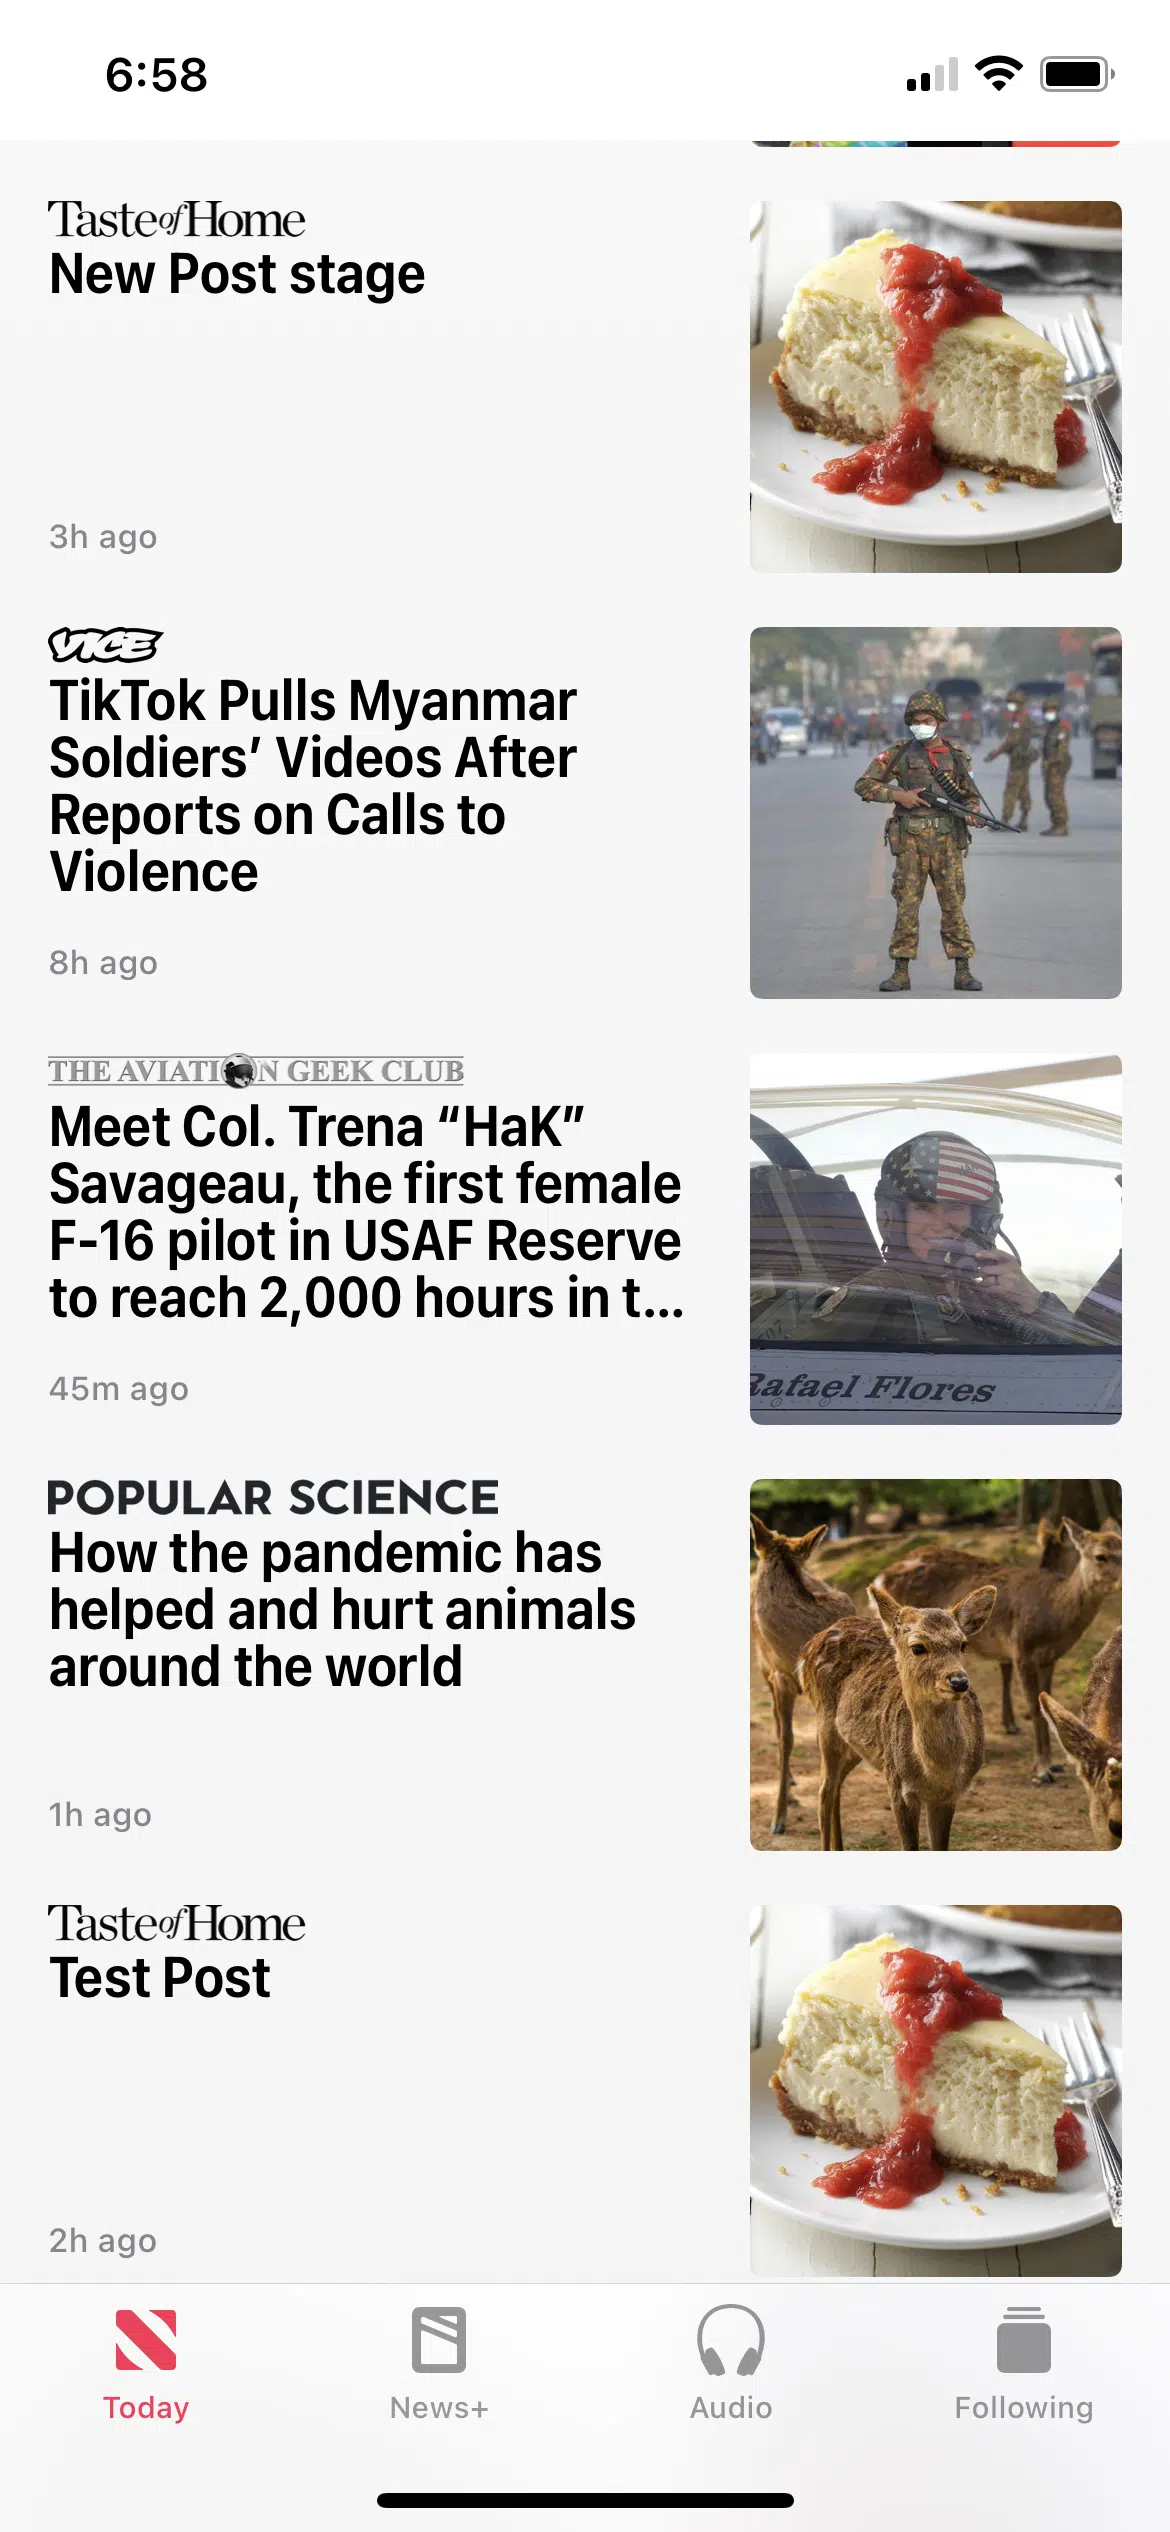 6:58
Taste of Home
New Post stage
3h ago
VICE
TikTok Pulls Myanmar
Soldiers’ Videos After
Reports on Calls to
Violence
8h ago
THE AVIATION GEEK CLUB
Meet Col. Trena “HaK”
Savageau, the first female
F-16 pilot in USAF Reserve
to reach 2,000 hours in t...
45m ago
Rafael Flores
POPULAR SCIENCE
How the pandemic has
helped and hurt animals
around the world
1h ago
Taste of Home
Test Post
2h ago
Today
News+
Audio
Following